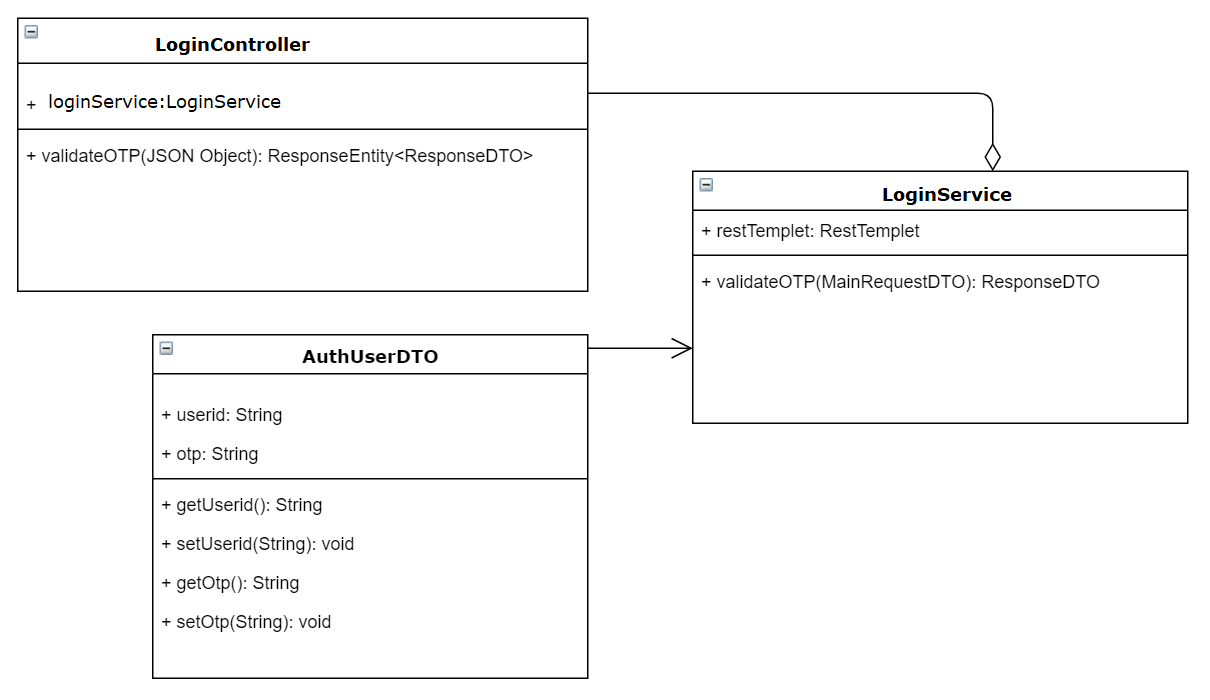 LoginController
+ loginService:LoginService
+ validateOTP(JSON Object): ResponseEntity<ResponseDTO>
LoginService
+ restTemplet: RestTemplet
+ validateOTP(MainRequestDTO): ResponseDTO
AuthUserDTO
+ userid: String
+ otp: String
+ getUserid(): String
+ setUserid(String): void
+ getOtp(): String
+ setOtp(String): void